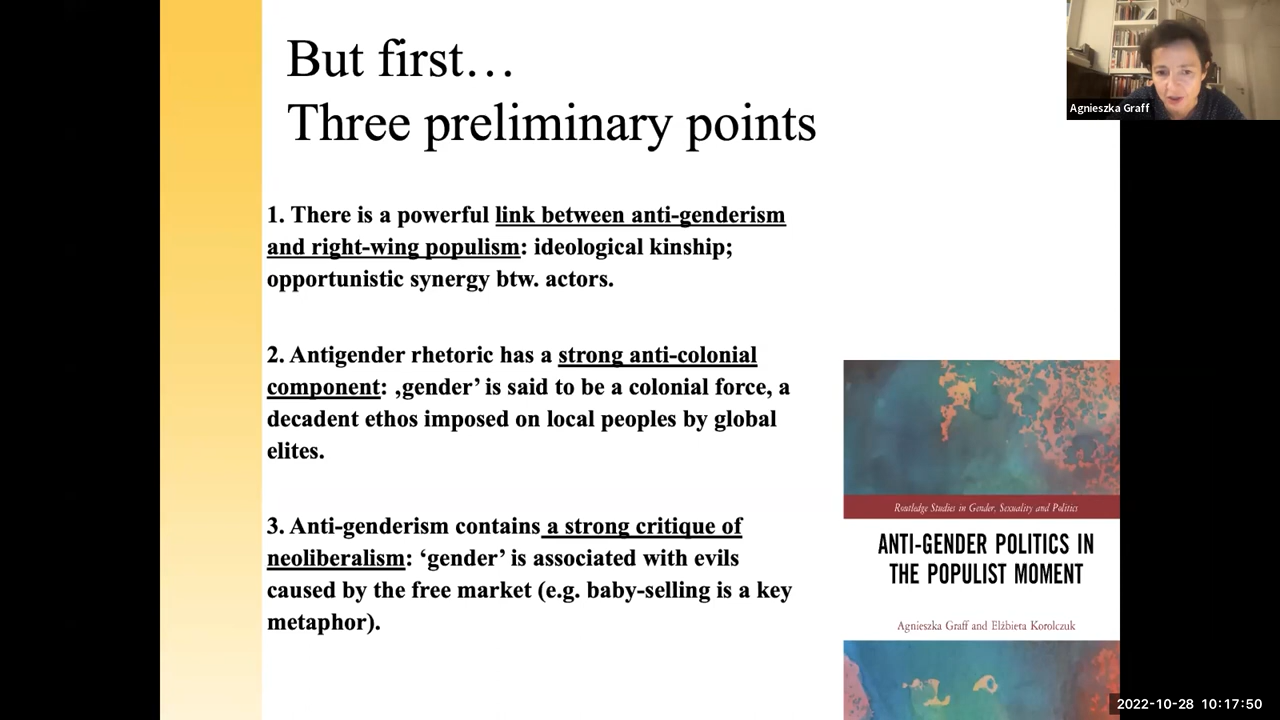 But first…
Three preliminary points
Agnieszka Graff
1. There is a powerful link between anti-genderism
and right-wing populism: ideological kinship;
opportunistic synergy btw. actors.
2. Antigender rhetoric has a strong anti-colonial
component: ‚gender’ is said to be a colonial force, a
decadent ethos imposed on local peoples by global
elites.
3. Anti-genderism contains a strong critique of
neoliberalism: ‘gender’ is associated with evils
caused by the free market (e.g. baby-selling is a key
metaphor).
Routledge Studies in Gender, Sexuality and Politics
ANTI-GENDER POLITICS IN
THE POPULIST MOMENT
Agnieszka Graff and Elżbieta Korolczuk
2022-10-28 10:17:50